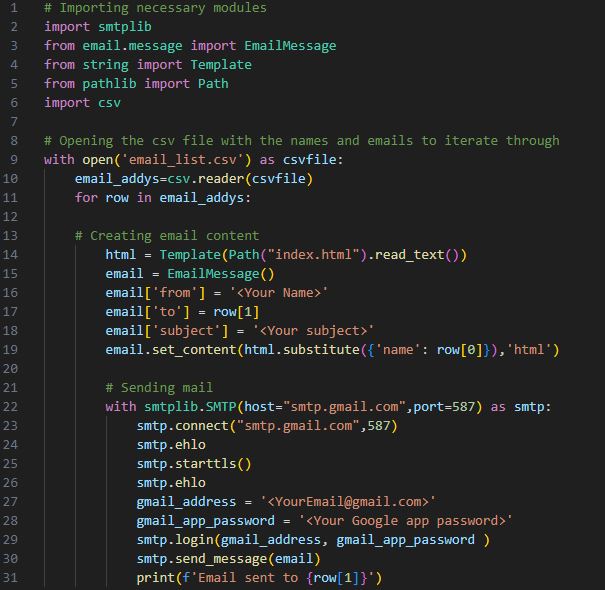 1 # Importing necessary modules
2 import smtplib
3 from email.message import EmailMessage
4 from string import Template
5 from pathlib import Path
6 import csv
7
8 # Opening the csv file with the names and emails to iterate through
9 with open('email_list.csv') as csvfile:
10     email_addys=csv.reader(csvfile)
11     for row in email_addys:
12
13     # Creating email content
14         html = Template(Path("index.html").read_text())
15         email = EmailMessage()
16         email['from'] = '<Your Name>'
17         email['to'] = row[1]
18         email['subject'] = '<Your subject>'
19         email.set_content(html.substitute({'name': row[0]}),'html')
20
21         # Sending mail
22         with smtplib.SMTP(host="smtp.gmail.com",port=587) as smtp:
23             smtp.connect("smtp.gmail.com",587)
24             smtp.ehlo
25             smtp.starttls()
26             smtp.ehlo
27             gmail_address = '<YourEmail@gmail.com>'
28             gmail_app_password = '<Your Google app password>'
29             smtp.login(gmail_address, gmail_app_password )
30             smtp.send_message(email)
31             print(f'Email sent to {row[1]}')